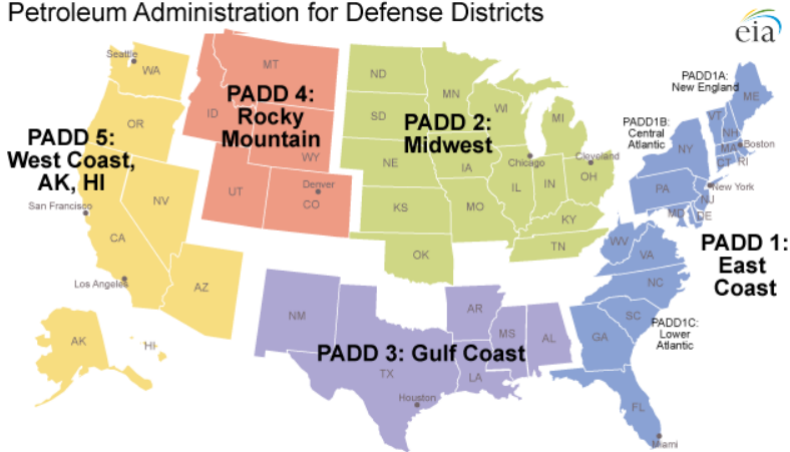 Petroleum Administration for Defense Districts
eia
Seattle
WA
OR
PADD 5:
West Coast,
AK, HI
San Francisco
NV
CA
Los Angeles
AZ
AK
HI
MT
ID
PADD 4:
Rocky
Mountain
WY
UT
Denver
CO
ND
MN
SD
WI
MI
PADD 2:
Midwest
NE
IA
Chicago
Cleveland
IL
IN
OH
KS
MO
KY
OK
TN
NM
AR
MS
AL
PADD 3: Gulf Coast
TX
LA
Houston
PADD1A:
New England
ME
VT
NH
MA
Boston
CT
RI
PADD1B:
Central
Atlantic
NY
New York
PA
NJ
MD
DE
PADD 1:
East
Coast
WV
VA
NC
SC
GA
PADD1C:
Lower
Atlantic
FL
Miami